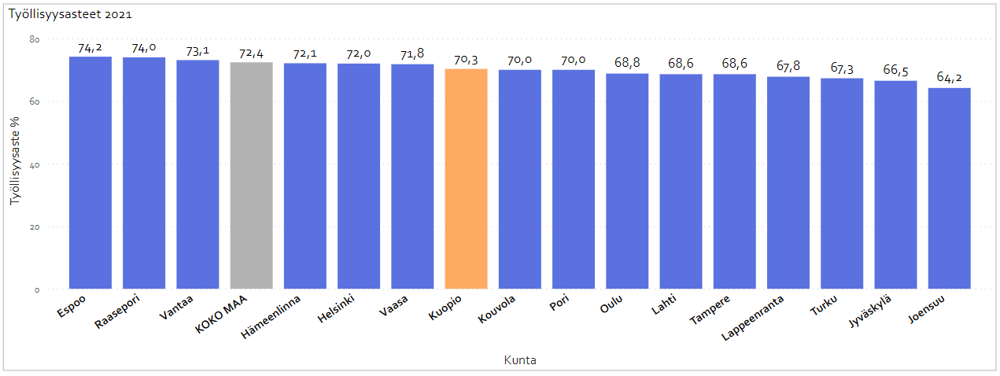 Työllisyysasteet 2021
Työllisyysaste %
80
60
40
20
0
74,2 74,0 73,1 72,4 72,1 72,0 71,8 70,3 70,0 70,0 68,8 68,6 68,6 67,8 67,3 66,5 64,2
Espoo Raasepori Vantaa KOKO MAA Hämeenlinna Helsinki Vaasa Kuopio Kouvola Pori Oulu Lahti Tampere Lappeenranta Turku Jyväskylä Joensuu
Kunta